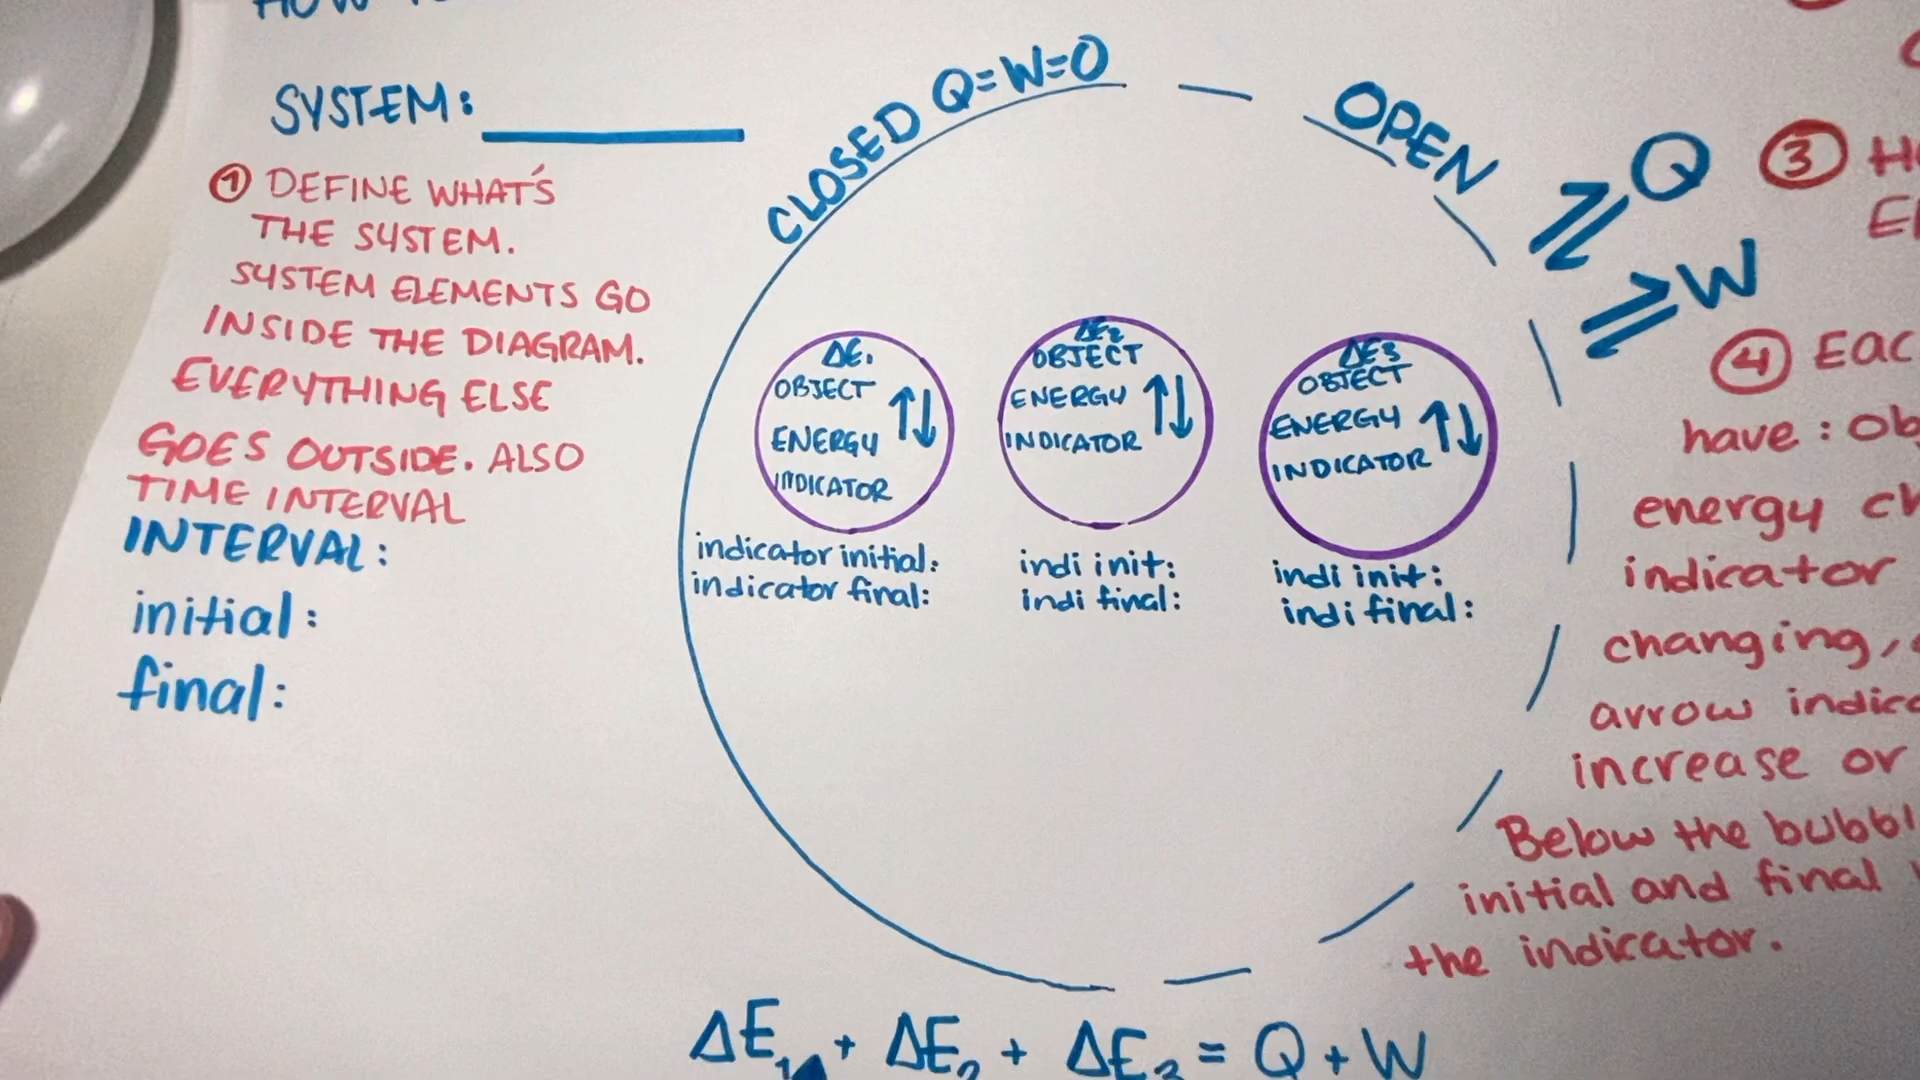 HOW
SYSTEM:
① DEFINE WHAT'S
THE SYSTEM.
SYSTEM ELEMENTS GO
INSIDE THE DIAGRAM.
EVERYTHING ELSE
GOES OUTSIDE. ALSO
TIME INTERVAL
INTERVAL:
initial:
final:
CLOSED Q=W=0
OPEN
Q
W
ΔE₁
OBJECT
ENERGY
INDICATOR
↑↓
indicator initial:
indicator final:
ΔE₂
OBJECT
ENERGY
INDICATOR
↑↓
indi init:
indi final:
ΔE₃
OBJECT
ENERGY
INDICATOR
↑↓
indi init:
indi final:
ΔE₁ + ΔE₂ + ΔE₃ = Q + W
③
④
have:
energy
indicator
changing,
arrow
increase or
Below the
initial and final
the indicator.